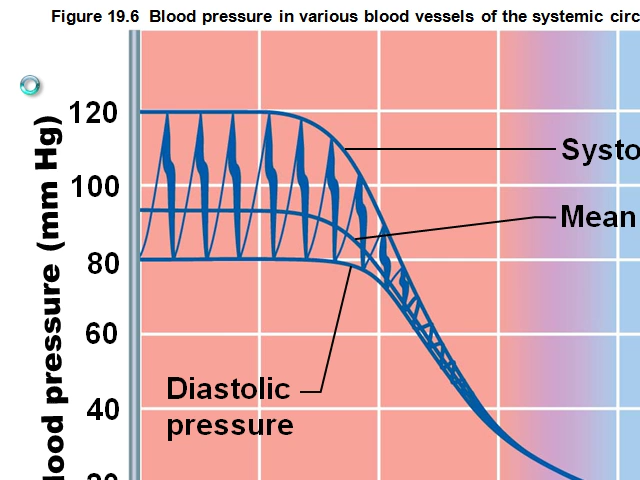 Figure 19.6 Blood pressure in various blood vessels of the systemic circ
120
100
80
60
40
20
lood pressure (mm Hg)
Systo
Mean
Diastolic
pressure